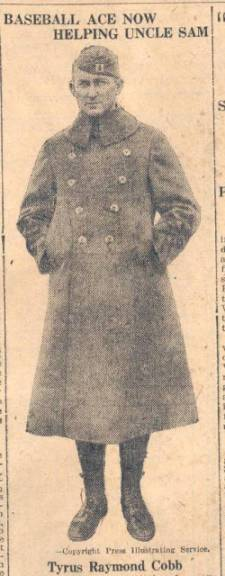 BASEBALL ACE NOW
HELPING UNCLE SAM
—Copyright Press Illustrating Service.
Tyrus Raymond Cobb